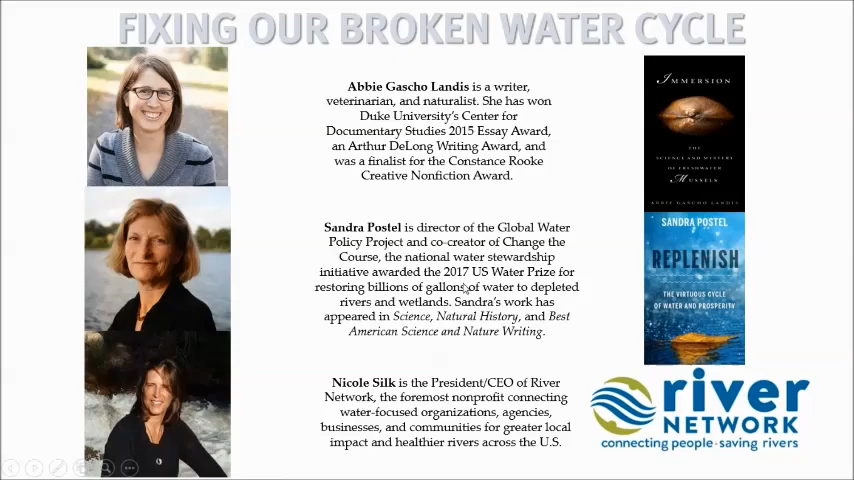 FIXING OUR BROKEN WATER CYCLE
Abbie Gascho Landis is a writer,
veterinarian, and naturalist. She has won
Duke University's Center for
Documentary Studies 2015 Essay Award,
an Arthur DeLong Writing Award, and
was a finalist for the Constance Rooke
Creative Nonfiction Award.
IMMERSION
THE
SCIENCE AND MYSTERY
OF FRESHWATER
MUSSELS
ABBIE GASCHO LANDIS
Sandra Postel is director of the Global Water
Policy Project and co-creator of Change the
Course, the national water stewardship
initiative awarded the 2017 US Water Prize for
restoring billions of gallons of water to depleted
rivers and wetlands. Sandra's work has
appeared in Science, Natural History, and Best
American Science and Nature Writing.
SANDRA POSTEL
REPLENISH
THE VIRTUOUS CYCLE
OF WATER AND PROSPERITY
Nicole Silk is the President/CEO of River
Network, the foremost nonprofit connecting
water-focused organizations, agencies,
businesses, and communities for greater local
impact and healthier rivers across the U.S.
river
NETWORK
connecting people · saving rivers